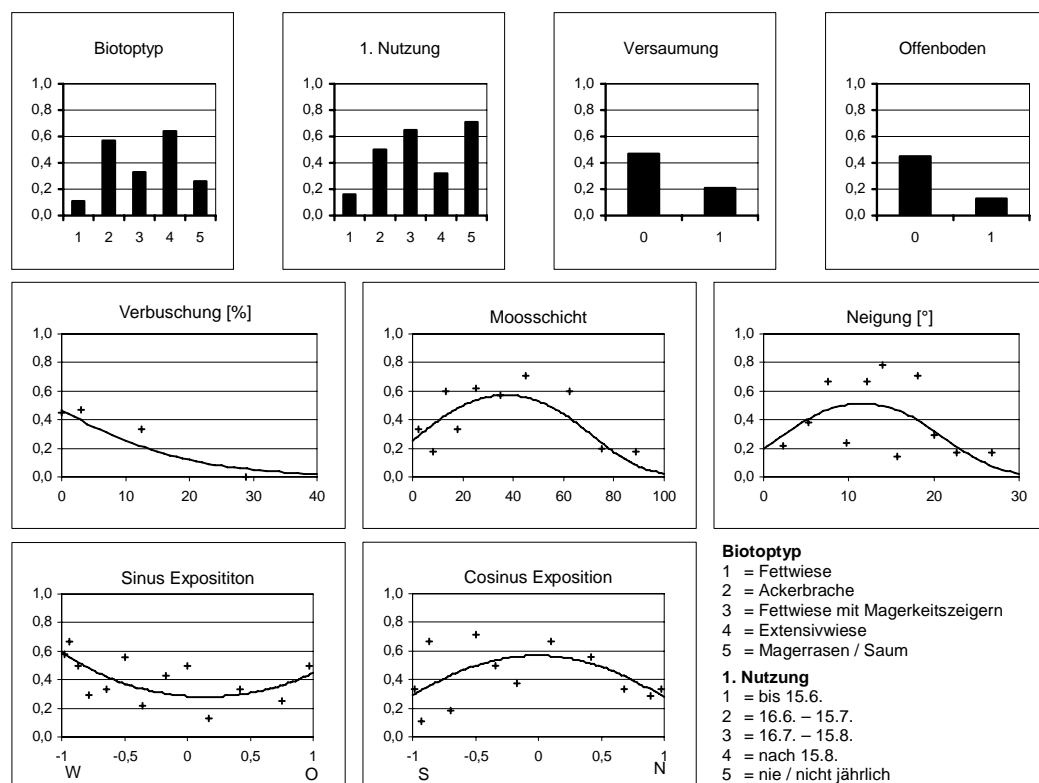 Biotoptyp
1,0
0,8
0,6
0,4
0,2
0,0
1 2 3 4 5
1. Nutzung
1,0
0,8
0,6
0,4
0,2
0,0
1 2 3 4 5
Versaumung
1,0
0,8
0,6
0,4
0,2
0,0
0 1
Offenboden
1,0
0,8
0,6
0,4
0,2
0,0
0 1
Verbuschung [%]
1,0
0,8
0,6
0,4
0,2
0,0
0 10 20 30 40
Moosschicht
1,0
0,8
0,6
0,4
0,2
0,0
0 20 40 60 80 100
Neigung [°]
1,0
0,8
0,6
0,4
0,2
0,0
0 10 20 30
Sinus Exposititon
1,0
0,8
0,6
0,4
0,2
0,0
-1 -0,5 0 0,5 1
W O
Cosinus Exposition
1,0
0,8
0,6
0,4
0,2
0,0
-1 -0,5 0 0,5 1
S N
Biotoptyp
1 = Fettwiese
2 = Ackerbrache
3 = Fettwiese mit Magerkeitszeigern
4 = Extensivwiese
5 = Magerrasen / Saum
1. Nutzung
1 = bis 15.6.
2 = 16.6. – 15.7.
3 = 16.7. – 15.8.
4 = nach 15.8.
5 = nie / nicht jährlich